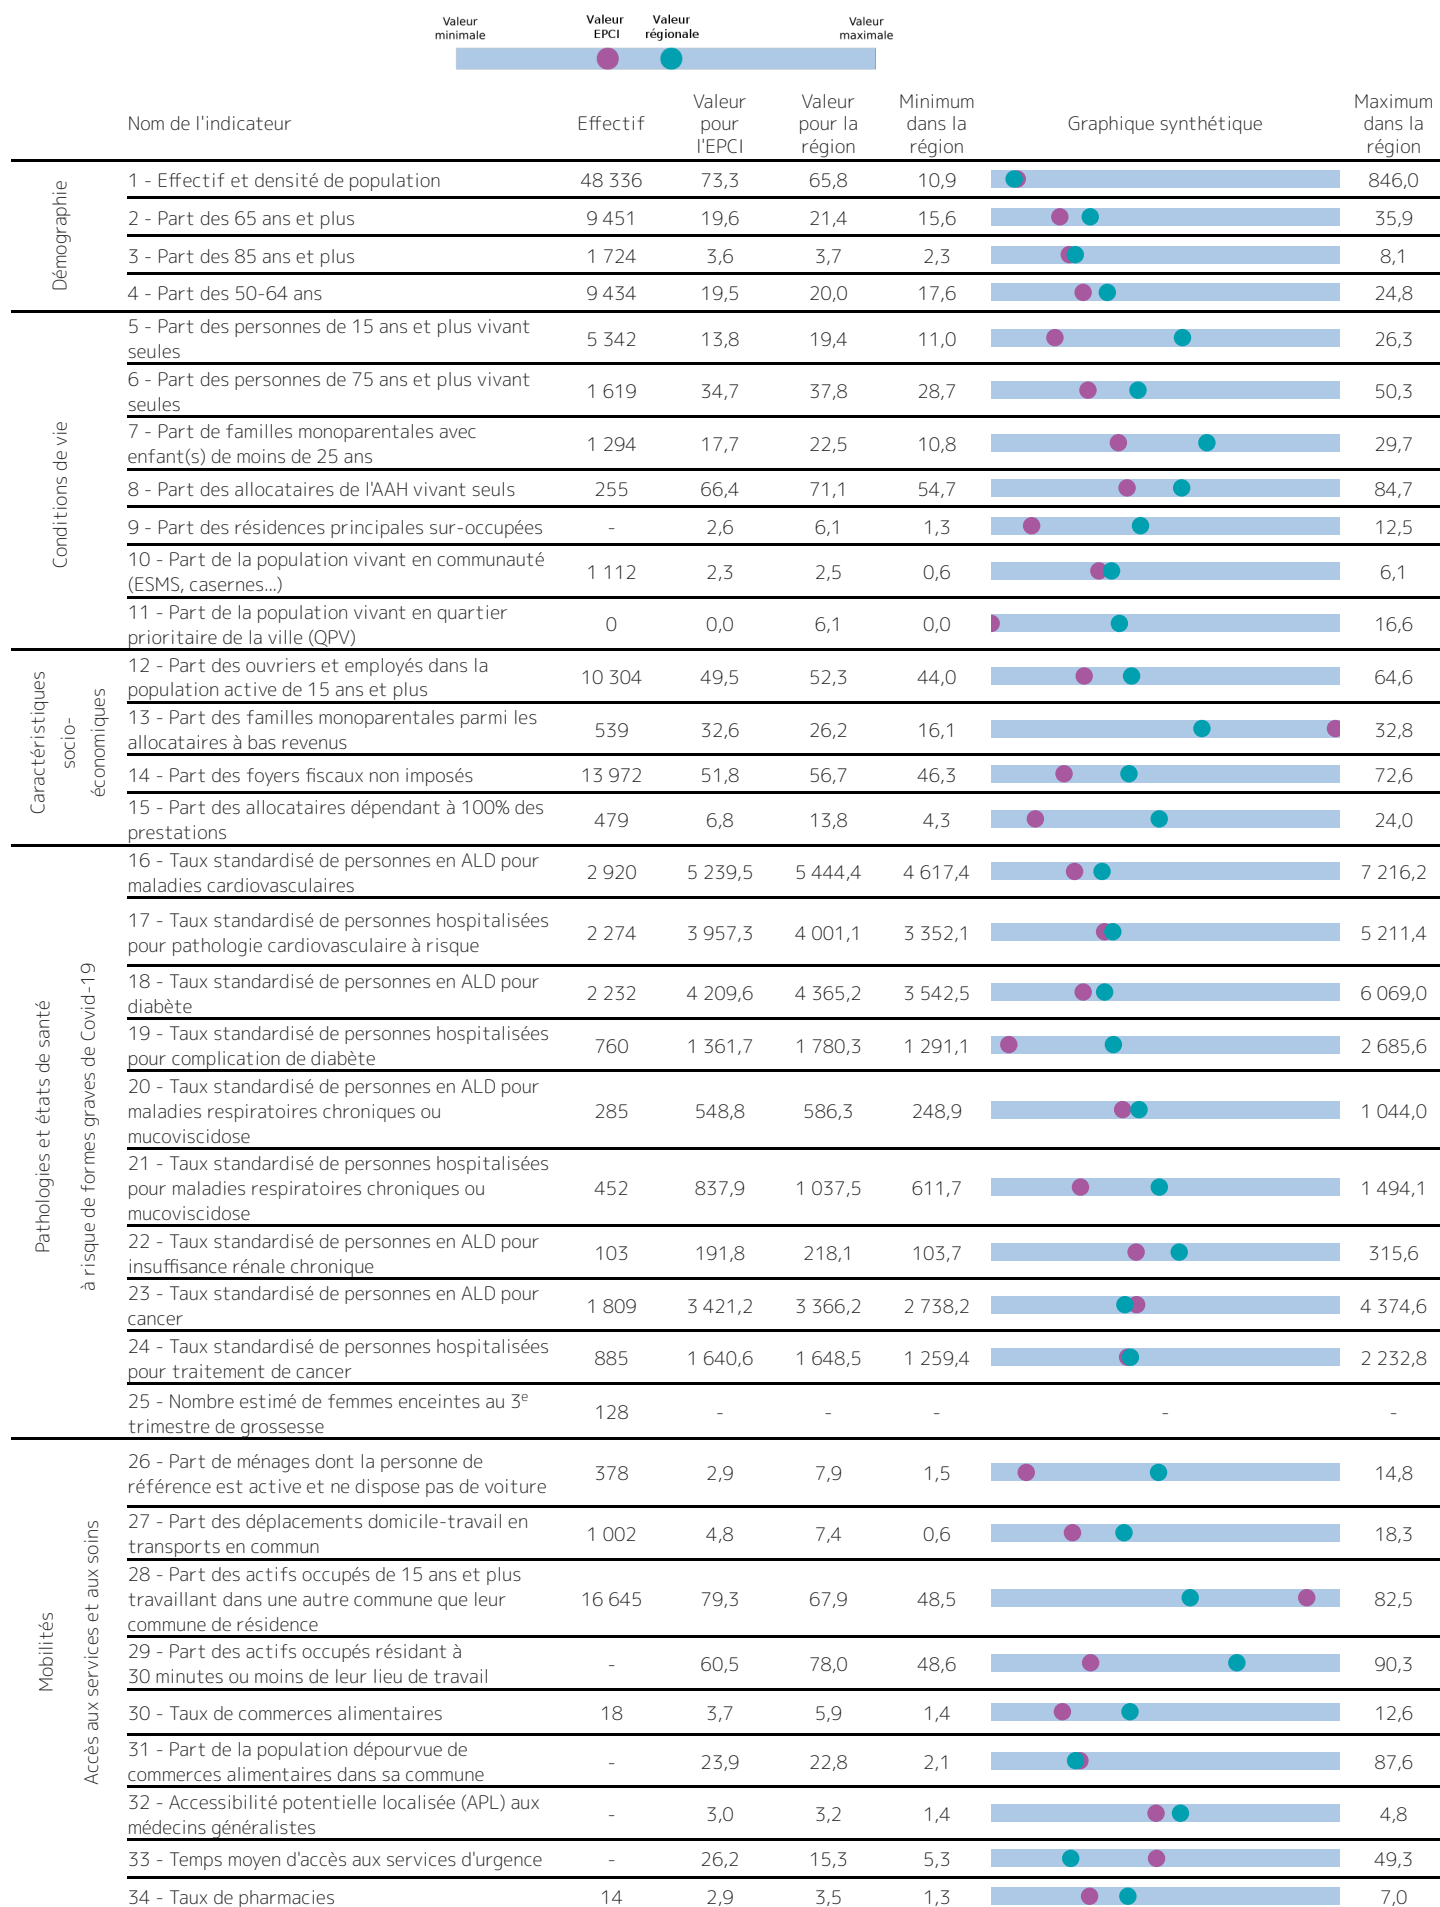 Valeur minimale
Valeur EPCI
Valeur régionale
Valeur maximale
Nom de l'indicateur
Effectif
Valeur pour l'EPCI
Valeur pour la région
Minimum dans la région
Graphique synthétique
Maximum dans la région
Démographie
1 - Effectif et densité de population 48 336 73,3 65,8 10,9 846,0
2 - Part des 65 ans et plus 9 451 19,6 21,4 15,6 35,9
3 - Part des 85 ans et plus 1 724 3,6 3,7 2,3 8,1
4 - Part des 50-64 ans 9 434 19,5 20,0 17,6 24,8
Conditions de vie
5 - Part des personnes de 15 ans et plus vivant
seules 5 342 13,8 19,4 11,0 26,3
6 - Part des personnes de 75 ans et plus vivant
seules 1 619 34,7 37,8 28,7 50,3
7 - Part de familles monoparentales avec
enfant(s) de moins de 25 ans 1 294 17,7 22,5 10,8 29,7
8 - Part des allocataires de l'AAH vivant seuls 255 66,4 71,1 54,7 84,7
9 - Part des résidences principales sur-occupées - 2,6 6,1 1,3 12,5
10 - Part de la population vivant en communauté
(ESMS, casernes...) 1 112 2,3 2,5 0,6 6,1
11 - Part de la population vivant en quartier
prioritaire de la ville (QPV) 0 0,0 6,1 0,0 16,6
Caractéristiques
socio-
économiques
12 - Part des ouvriers et employés dans la
population active de 15 ans et plus 10 304 49,5 52,3 44,0 64,6
13 - Part des familles monoparentales parmi les
allocataires à bas revenus 539 32,6 26,2 16,1 32,8
14 - Part des foyers fiscaux non imposés 13 972 51,8 56,7 46,3 72,6
15 - Part des allocataires dépendant à 100% des
prestations 479 6,8 13,8 4,3 24,0
Pathologies et états de santé
à risque de formes graves de Covid-19
16 - Taux standardisé de personnes en ALD pour
maladies cardiovasculaires 2 920 5 239,5 5 444,4 4 617,4 7 216,2
17 - Taux standardisé de personnes hospitalisées
pour pathologie cardiovasculaire à risque 2 274 3 957,3 4 001,1 3 352,1 5 211,4
18 - Taux standardisé de personnes en ALD pour
diabète 2 232 4 209,6 4 365,2 3 542,5 6 069,0
19 - Taux standardisé de personnes hospitalisées
pour complication de diabète 760 1 361,7 1 780,3 1 291,1 2 685,6
20 - Taux standardisé de personnes en ALD pour
maladies respiratoires chroniques ou
mucoviscidose 285 548,8 586,3 248,9 1 044,0
21 - Taux standardisé de personnes hospitalisées
pour maladies respiratoires chroniques ou
mucoviscidose 452 837,9 1 037,5 611,7 1 494,1
22 - Taux standardisé de personnes en ALD pour
insuffisance rénale chronique 103 191,8 218,1 103,7 315,6
23 - Taux standardisé de personnes en ALD pour
cancer 1 809 3 421,2 3 366,2 2 738,2 4 374,6
24 - Taux standardisé de personnes hospitalisées
pour traitement de cancer 885 1 640,6 1 648,5 1 259,4 2 232,8
25 - Nombre estimé de femmes enceintes au 3e
trimestre de grossesse 128 - - - - -
Mobilités
Accès aux services et aux soins
26 - Part de ménages dont la personne de
référence est active et ne dispose pas de voiture 378 2,9 7,9 1,5 14,8
27 - Part des déplacements domicile-travail en
transports en commun 1 002 4,8 7,4 0,6 18,3
28 - Part des actifs occupés de 15 ans et plus
travaillant dans une autre commune que leur
commune de résidence 16 645 79,3 67,9 48,5 82,5
29 - Part des actifs occupés résidant à
30 minutes ou moins de leur lieu de travail - 60,5 78,0 48,6 90,3
30 - Taux de commerces alimentaires 18 3,7 5,9 1,4 12,6
31 - Part de la population dépourvue de
commerces alimentaires dans sa commune - 23,9 22,8 2,1 87,6
32 - Accessibilité potentielle localisée (APL) aux
médecins généralistes - 3,0 3,2 1,4 4,8
33 - Temps moyen d'accès aux services d'urgence - 26,2 15,3 5,3 49,3
34 - Taux de pharmacies 14 2,9 3,5 1,3 7,0